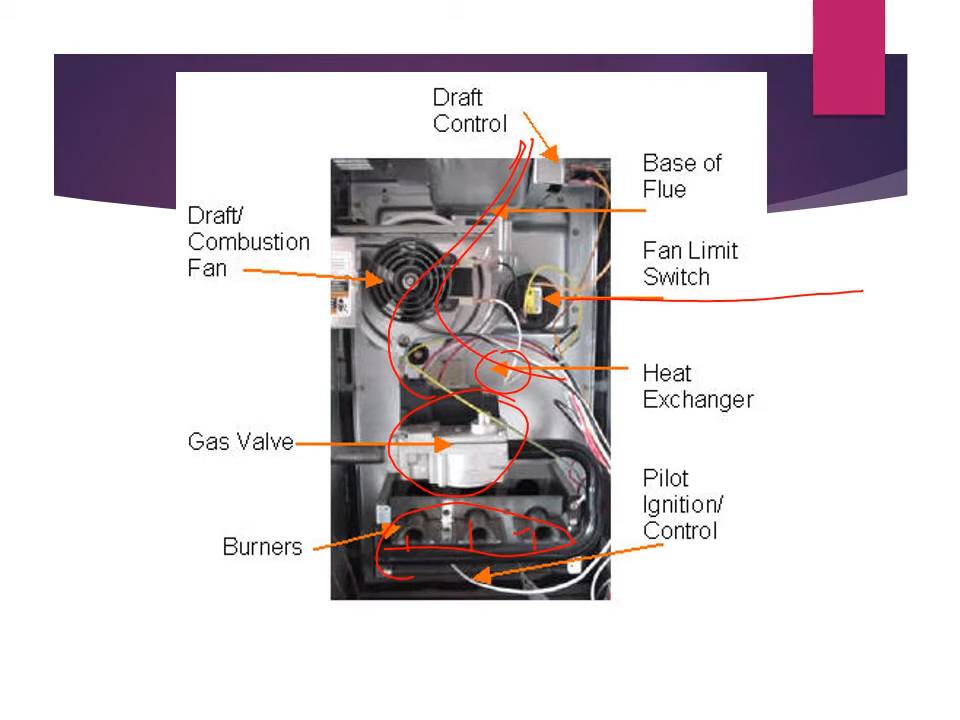 Draft
Control
Base of
Flue
Draft/
Combustion
Fan
Fan Limit
Switch
Heat
Exchanger
Gas Valve
Pilot
Ignition/
Control
Burners